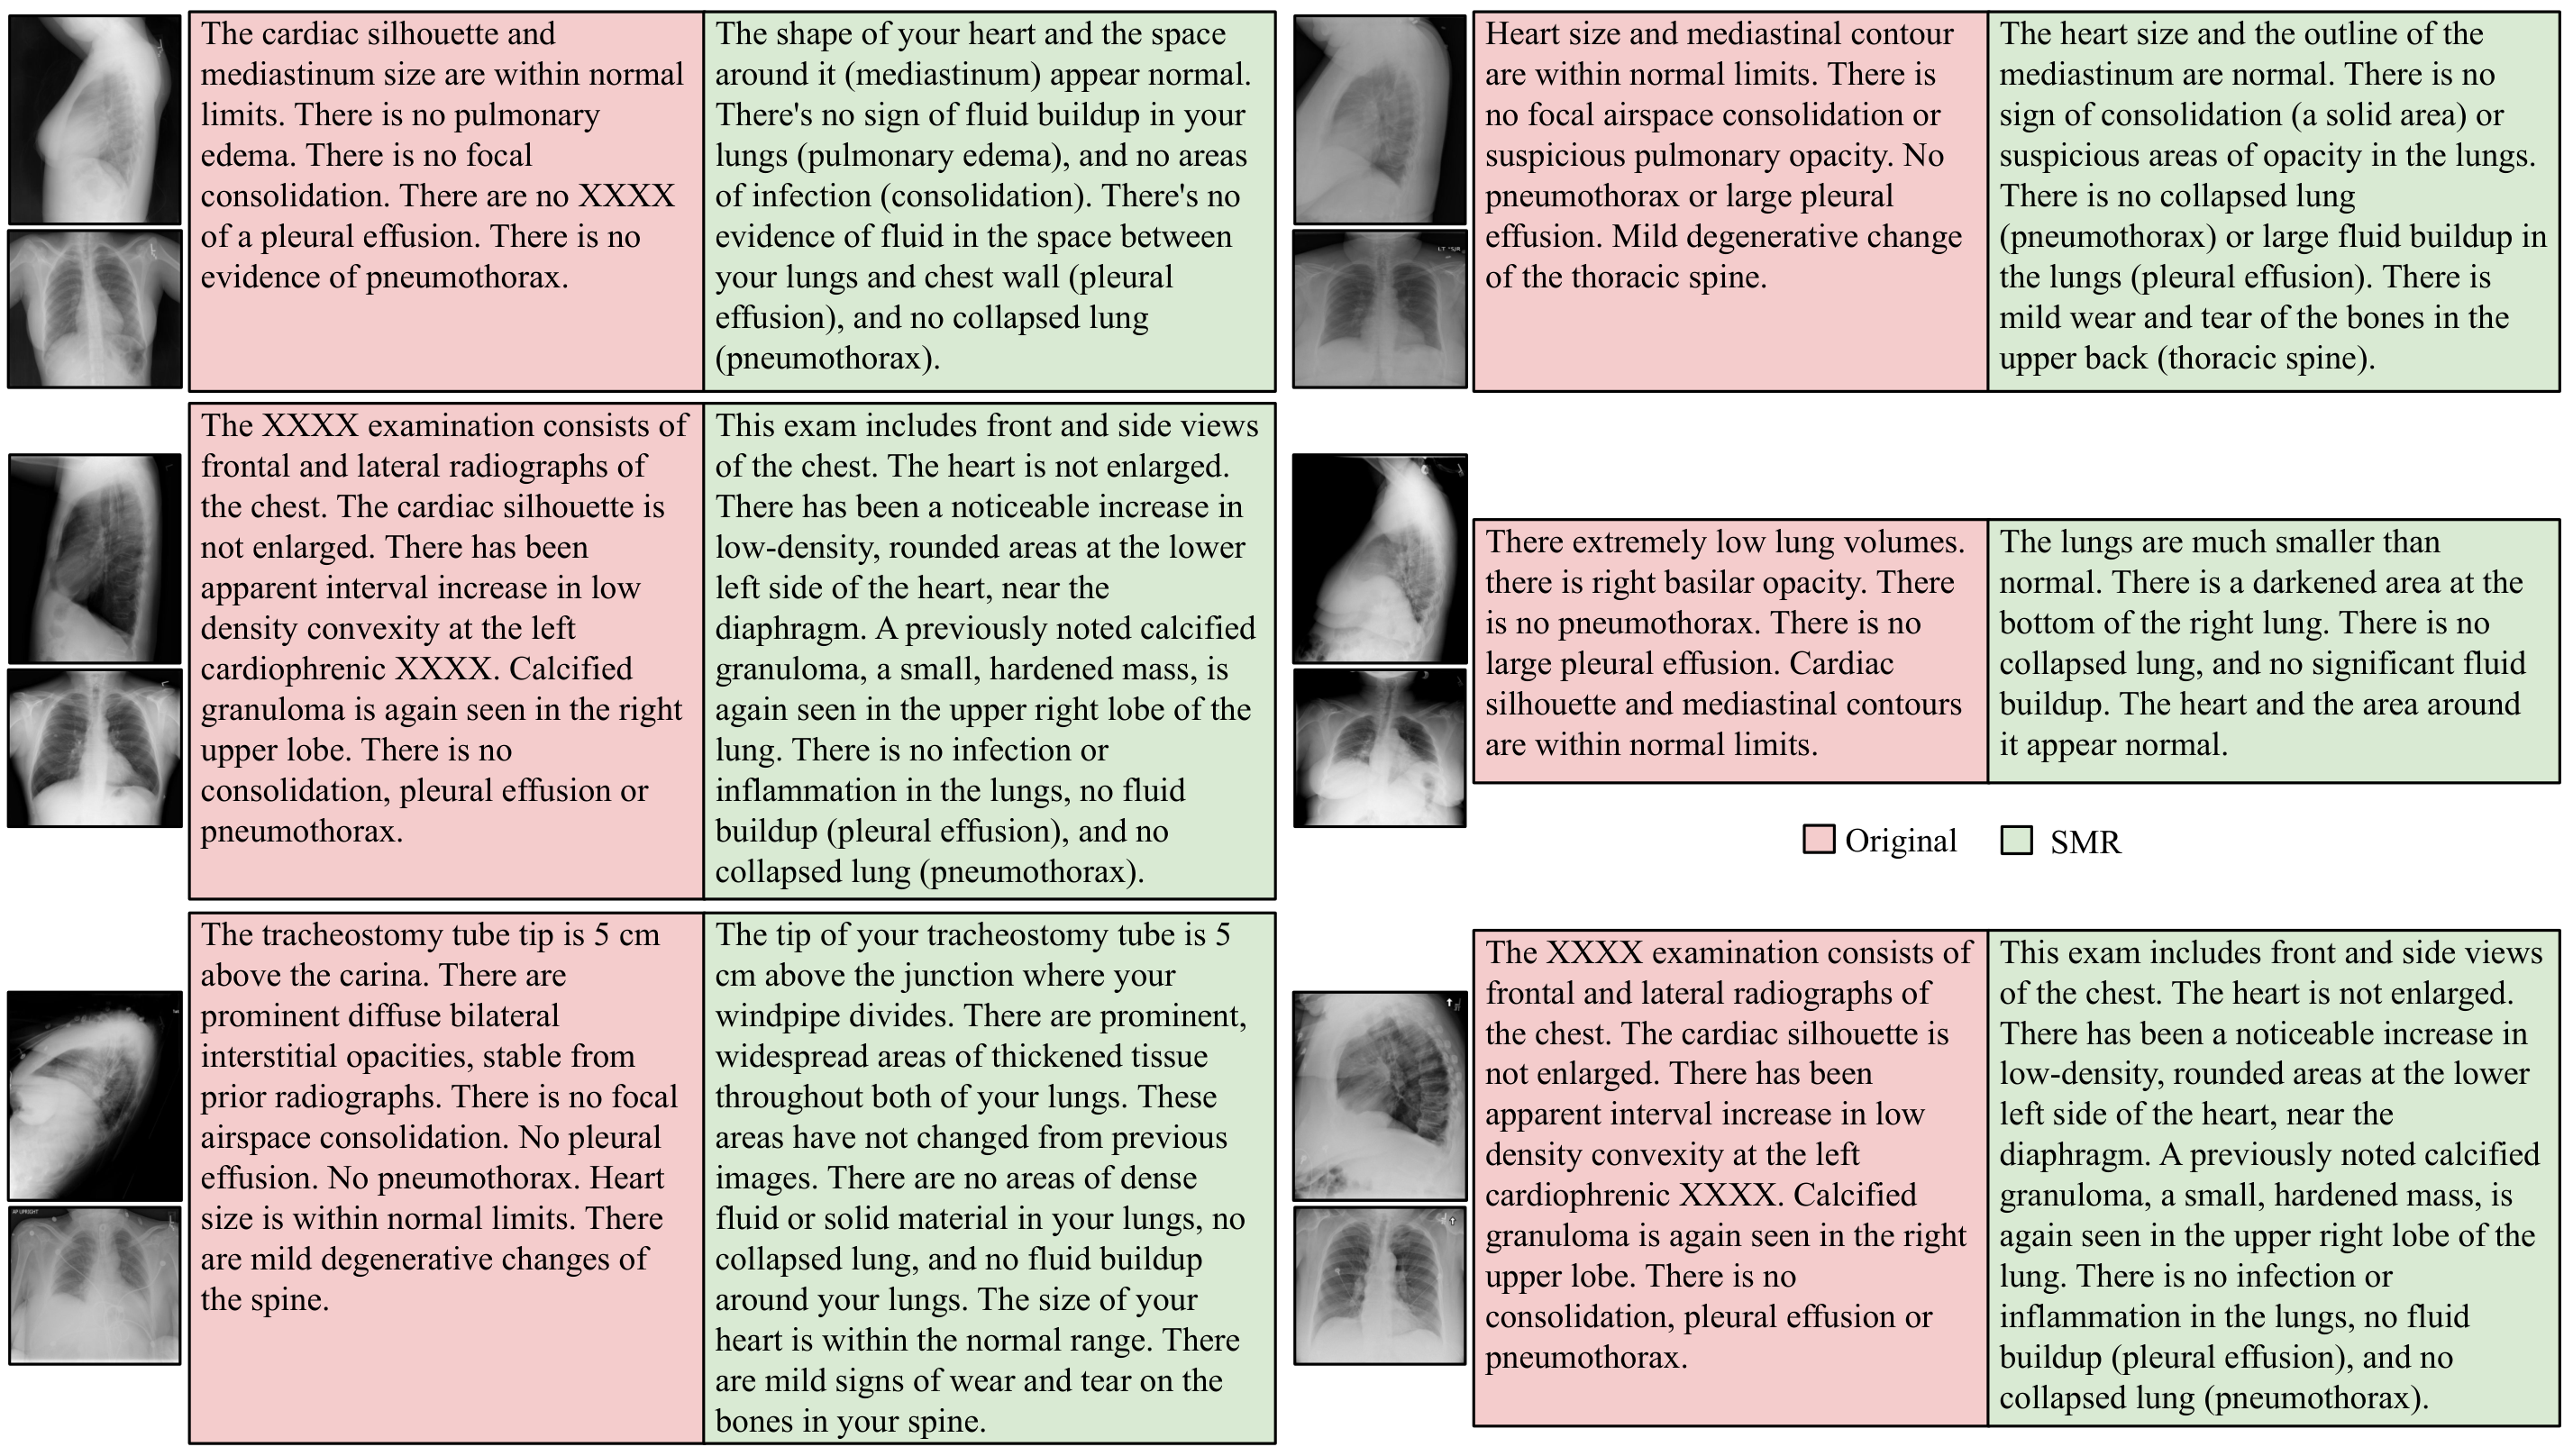 The cardiac silhouette and
mediastinum size are within normal
limits. There is no pulmonary
edema. There is no focal
consolidation. There are no XXXX
of a pleural effusion. There is no
evidence of pneumothorax.
The shape of your heart and the space
around it (mediastinum) appear normal.
There's no sign of fluid buildup in your
lungs (pulmonary edema), and no areas
of infection (consolidation). There's no
evidence of fluid in the space between
your lungs and chest wall (pleural
effusion), and no collapsed lung
(pneumothorax).
Heart size and mediastinal contour
are within normal limits. There is
no focal airspace consolidation or
suspicious pulmonary opacity. No
pneumothorax or large pleural
effusion. Mild degenerative change
of the thoracic spine.
The heart size and the outline of the
mediastinum are normal. There is no
sign of consolidation (a solid area) or
suspicious areas of opacity in the lungs.
There is no collapsed lung
(pneumothorax) or large fluid buildup in
the lungs (pleural effusion). There is
mild wear and tear of the bones in the
upper back (thoracic spine).
The XXXX examination consists of
frontal and lateral radiographs of
the chest. The cardiac silhouette is
not enlarged. There has been
apparent interval increase in low
density convexity at the left
cardiophrenic XXXX. Calcified
granuloma is again seen in the right
upper lobe. There is no
consolidation, pleural effusion or
pneumothorax.
This exam includes front and side views
of the chest. The heart is not enlarged.
There has been a noticeable increase in
low-density, rounded areas at the lower
left side of the heart, near the
diaphragm. A previously noted calcified
granuloma, a small, hardened mass, is
again seen in the upper right lobe of the
lung. There is no infection or
inflammation in the lungs, no fluid
buildup (pleural effusion), and no
collapsed lung (pneumothorax).
There extremely low lung volumes.
there is right basilar opacity. There
is no pneumothorax. There is no
large pleural effusion. Cardiac
silhouette and mediastinal contours
are within normal limits.
The lungs are much smaller than
normal. There is a darkened area at the
bottom of the right lung. There is no
collapsed lung, and no significant fluid
buildup. The heart and the area around
it appear normal.
Original
SMR
The tracheostomy tube tip is 5 cm
above the carina. There are
prominent diffuse bilateral
interstitial opacities, stable from
prior radiographs. There is no focal
airspace consolidation. No pleural
effusion. No pneumothorax. Heart
size is within normal limits. There
are mild degenerative changes of
the spine.
The tip of your tracheostomy tube is 5
cm above the junction where your
windpipe divides. There are prominent,
widespread areas of thickened tissue
throughout both of your lungs. These
areas have not changed from previous
images. There are no areas of dense
fluid or solid material in your lungs, no
collapsed lung, and no fluid buildup
around your lungs. The size of your
heart is within the normal range. There
are mild signs of wear and tear on the
bones in your spine.
The XXXX examination consists of
frontal and lateral radiographs of
the chest. The cardiac silhouette is
not enlarged. There has been
apparent interval increase in low
density convexity at the left
cardiophrenic XXXX. Calcified
granuloma is again seen in the right
upper lobe. There is no
consolidation, pleural effusion or
pneumothorax.
This exam includes front and side views
of the chest. The heart is not enlarged.
There has been a noticeable increase in
low-density, rounded areas at the lower
left side of the heart, near the
diaphragm. A previously noted calcified
granuloma, a small, hardened mass, is
again seen in the upper right lobe of the
lung. There is no infection or
inflammation in the lungs, no fluid
buildup (pleural effusion), and no
collapsed lung (pneumothorax).